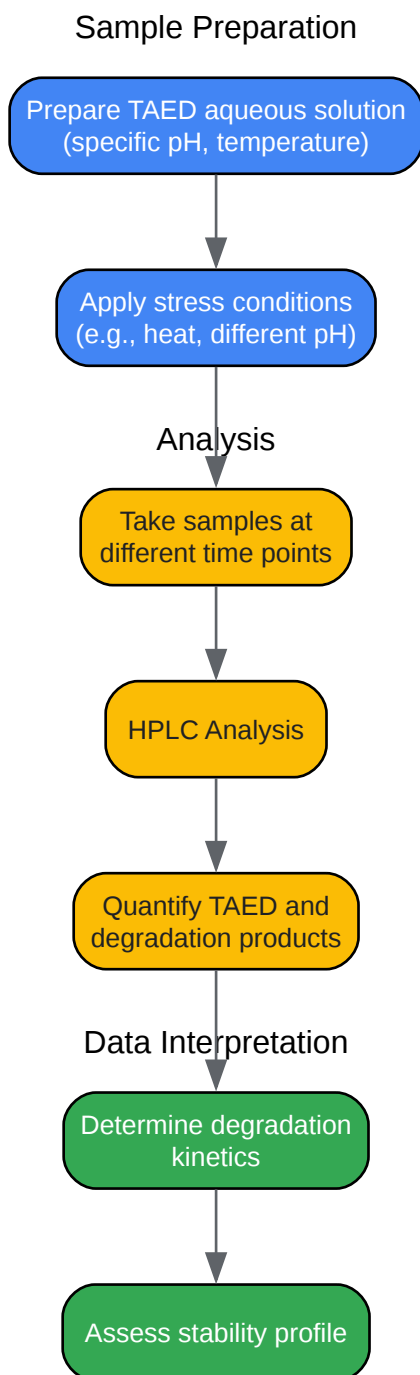 Sample Preparation
Prepare TAED aqueous solution
(specific pH, temperature)
Apply stress conditions
(e.g., heat, different pH)
Analysis
Take samples at
different time points
HPLC Analysis
Quantify TAED and
degradation products
Data Interpretation
Determine degradation
kinetics
Assess stability profile